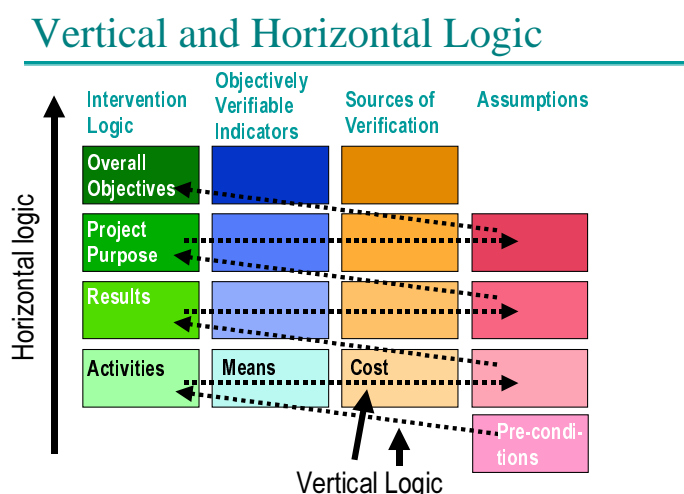 Vertical and Horizontal Logic
Intervention
Logic
Objectively
Verifiable
Indicators
Sources of
Verification
Assumptions
Horizontal logic
Overall
Objectives
Project
Purpose
Results
Activities
Means
Cost
Pre-condi-
tions
Vertical Logic